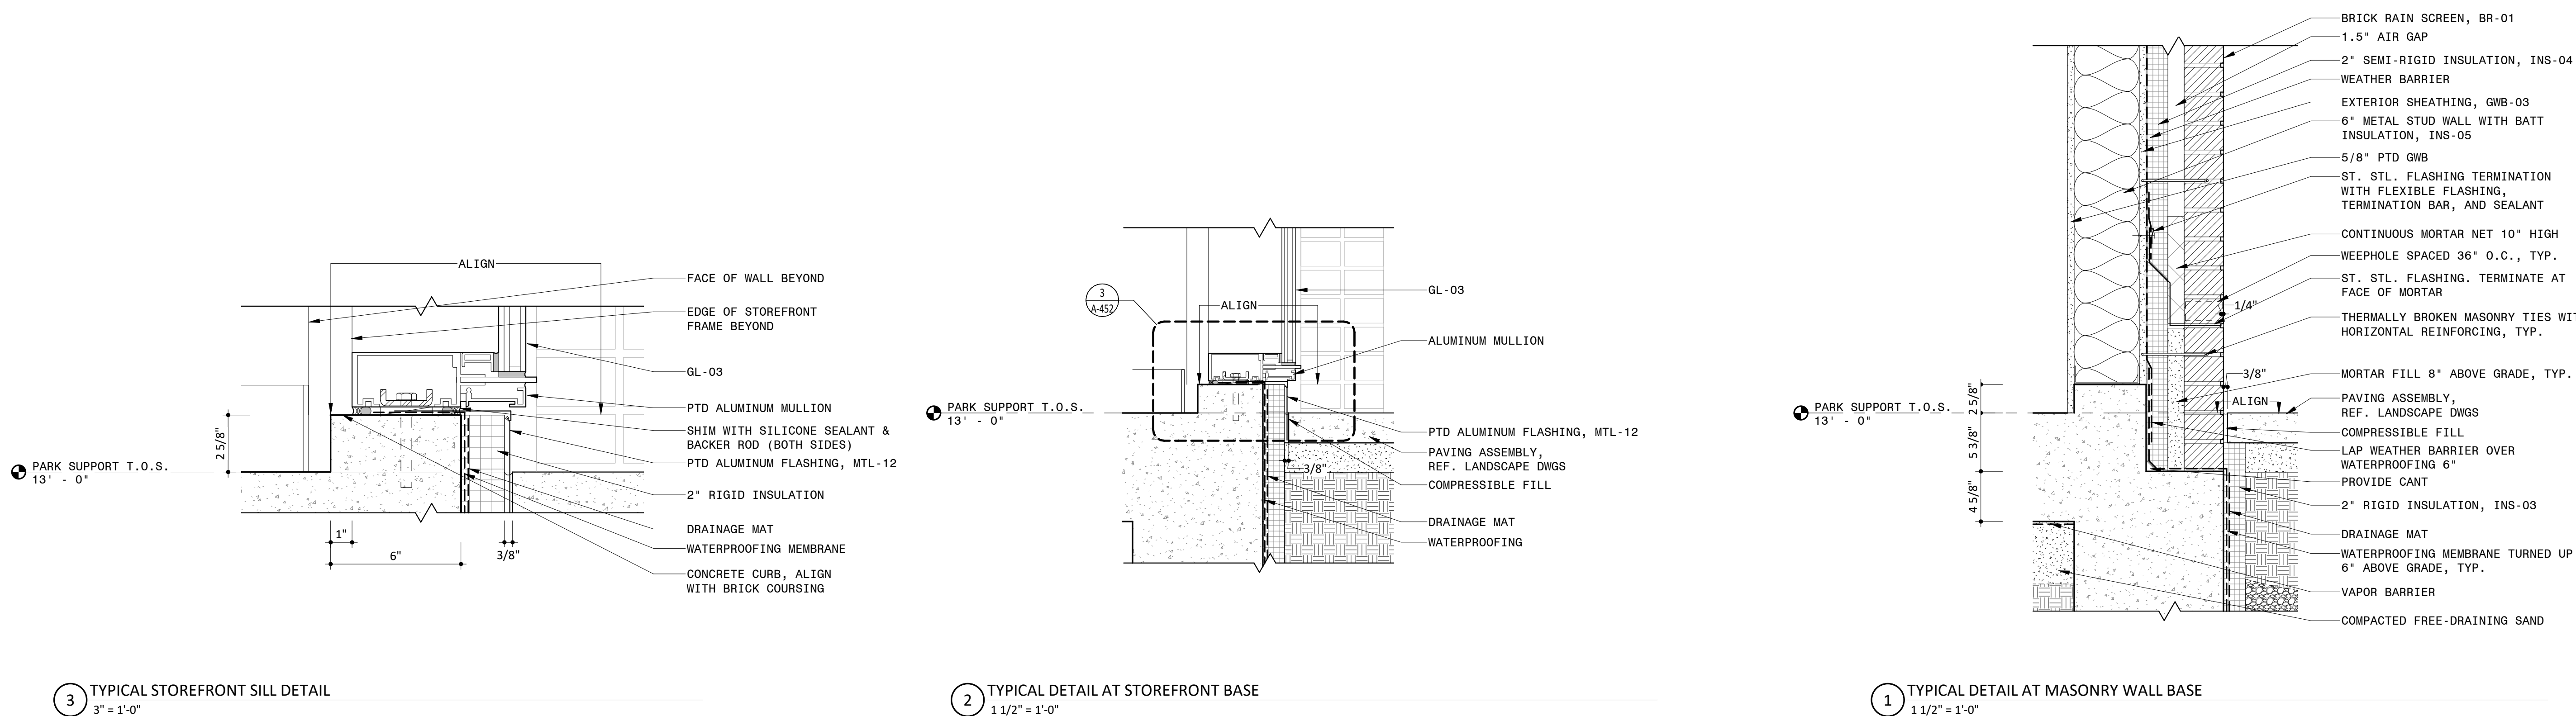 ALIGN
FACE OF WALL BEYOND
EDGE OF STOREFRONT
FRAME BEYOND
GL-03
PTD ALUMINUM MULLION
SHIM WITH SILICONE SEALANT &
BACKER ROD (BOTH SIDES)
PTD ALUMINUM FLASHING, MTL-12
2" RIGID INSULATION
DRAINAGE MAT
WATERPROOFING MEMBRANE
CONCRETE CURB, ALIGN
WITH BRICK COURSING
2 5/8"
PARK SUPPORT T.O.S.
13' - 0"
1"
6"
3/8"
3 TYPICAL STOREFRONT SILL DETAIL
3" = 1'-0"
3
A-452
ALIGN
GL-03
ALUMINUM MULLION
PARK SUPPORT T.O.S.
13' - 0"
PTD ALUMINUM FLASHING, MTL-12
PAVING ASSEMBLY,
REF. LANDSCAPE DWGS
3/8"
COMPRESSIBLE FILL
DRAINAGE MAT
WATERPROOFING
2 TYPICAL DETAIL AT STOREFRONT BASE
1 1/2" = 1'-0"
BRICK RAIN SCREEN, BR-01
1.5" AIR GAP
2" SEMI-RIGID INSULATION, INS-04
WEATHER BARRIER
EXTERIOR SHEATHING, GWB-03
6" METAL STUD WALL WITH BATT
INSULATION, INS-05
5/8" PTD GWB
ST. STL. FLASHING TERMINATION
WITH FLEXIBLE FLASHING,
TERMINATION BAR, AND SEALANT
CONTINUOUS MORTAR NET 10" HIGH
WEEPHOLE SPACED 36" O.C., TYP.
ST. STL. FLASHING. TERMINATE AT
FACE OF MORTAR
1/4"
THERMALLY BROKEN MASONRY TIES WI
HORIZONTAL REINFORCING, TYP.
3/8"
MORTAR FILL 8" ABOVE GRADE, TYP.
ALIGN
PAVING ASSEMBLY,
REF. LANDSCAPE DWGS
COMPRESSIBLE FILL
LAP WEATHER BARRIER OVER
WATERPROOFING 6"
PROVIDE CANT
2" RIGID INSULATION, INS-03
DRAINAGE MAT
WATERPROOFING MEMBRANE TURNED UP
6" ABOVE GRADE, TYP.
VAPOR BARRIER
COMPACTED FREE-DRAINING SAND
PARK SUPPORT T.O.S.
13' - 0"
2 5/8"
5 3/8"
4 5/8"
1 TYPICAL DETAIL AT MASONRY WALL BASE
1 1/2" = 1'-0"